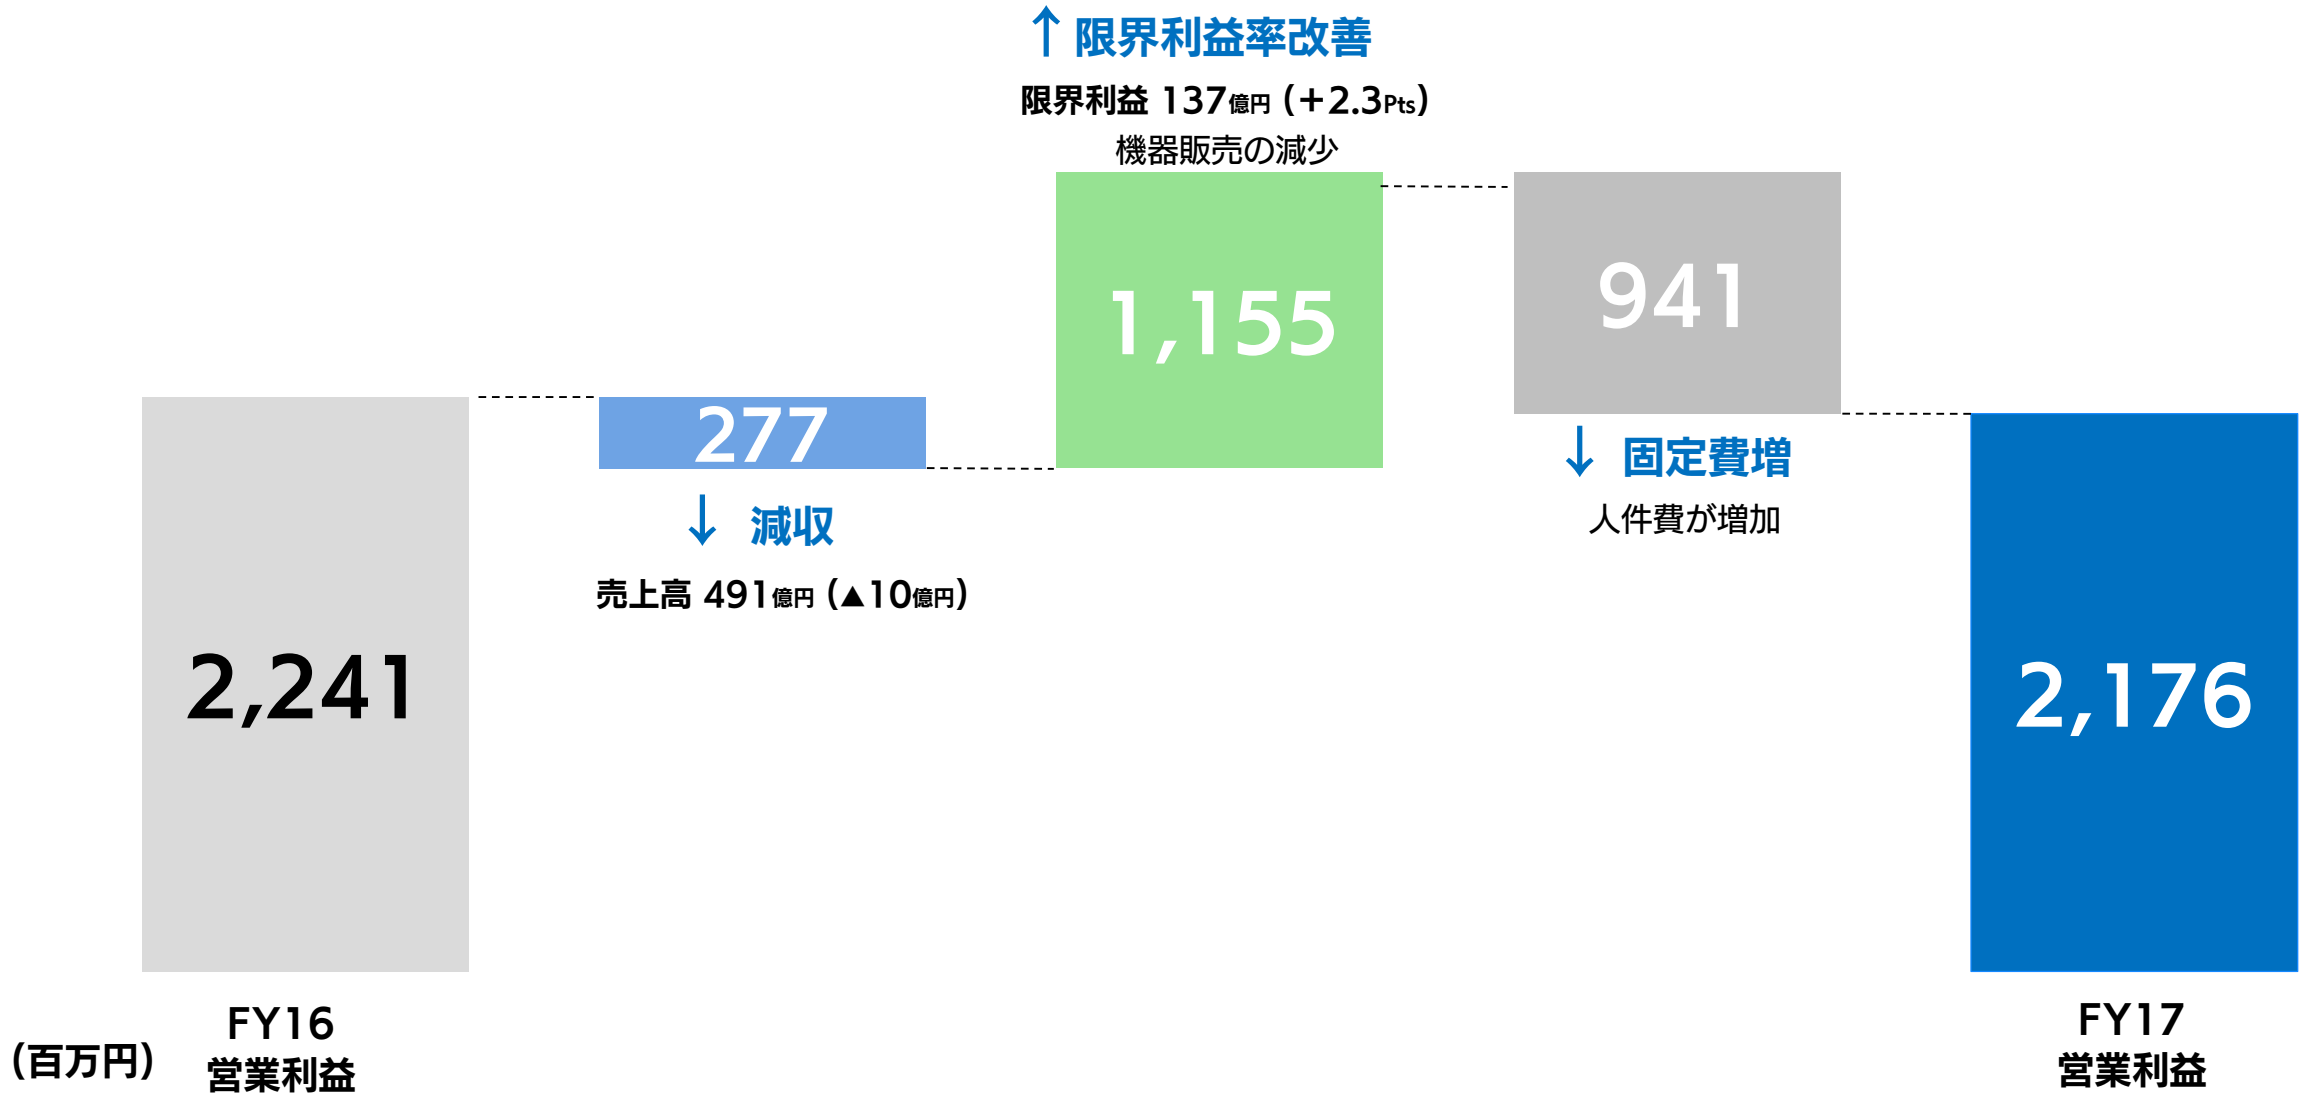 ↑ 限界利益率改善
限界利益 137億円 (+2.3Pts)
機器販売の減少
1,155
941
277
↓ 減収
売上高 491億円 (▲10億円)
↓ 固定費増
人件費が増加
2,241
2,176
FY16
営業利益
FY17
営業利益
(百万円)